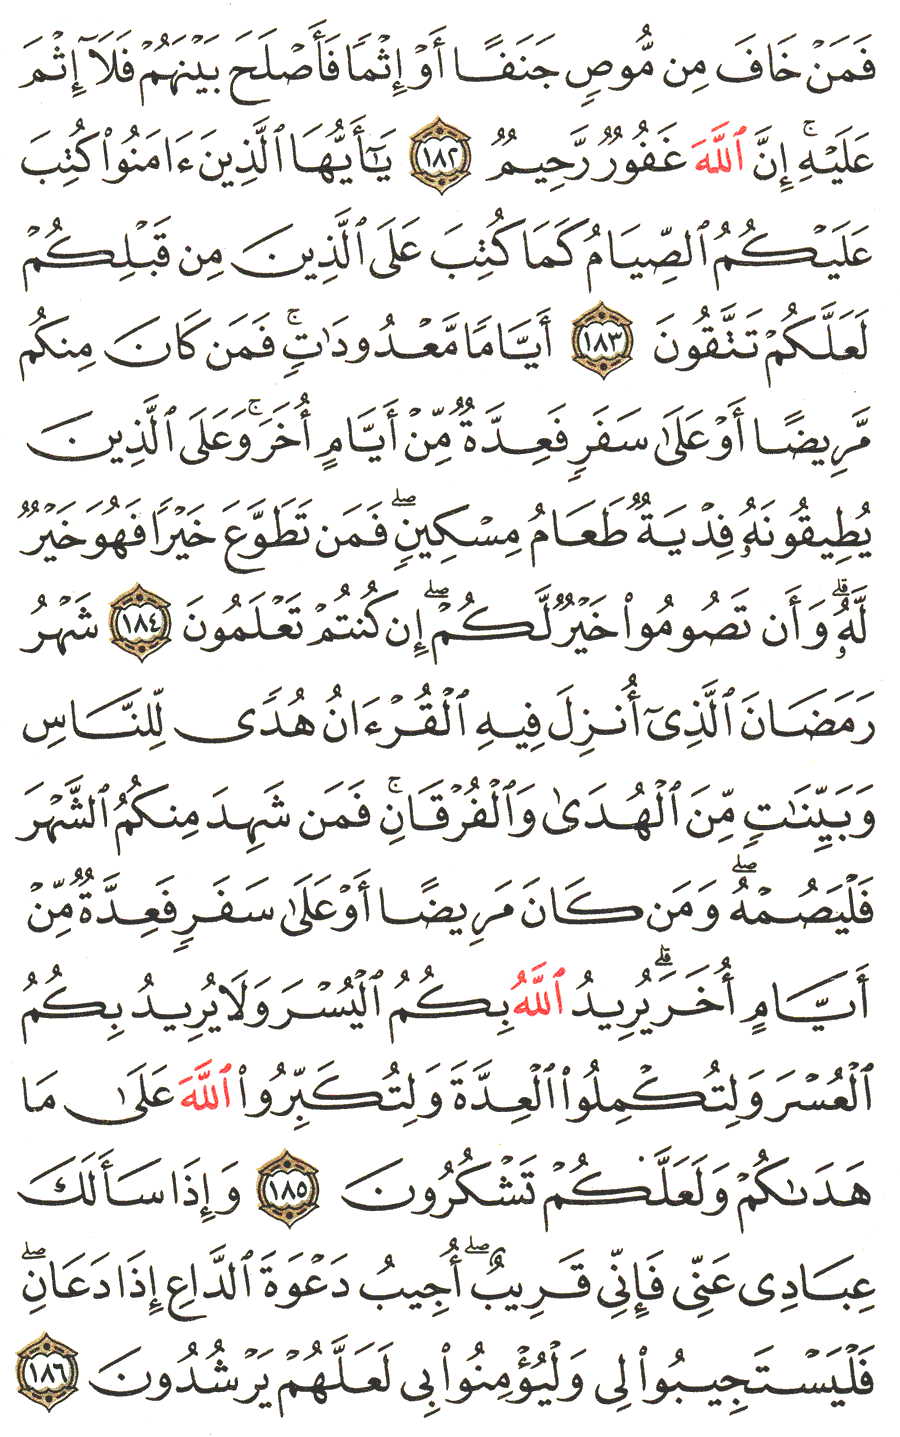 فَمَنْ خَافَ مِن مُّوصٍ جَنَفًا أَوْ إِثْمًا فَأَصْلَحَ بَيْنَهُمْ فَلَآ إِثْمَ
عَلَيْهِ ۚ إِنَّ ٱللَّهَ غَفُورٌ رَّحِيمٌ ١٨٢ يَـٰٓأَيُّهَا ٱلَّذِينَ ءَامَنُوا۟ كُتِبَ
عَلَيْكُمُ ٱلصِّيَامُ كَمَا كُتِبَ عَلَى ٱلَّذِينَ مِن قَبْلِكُمْ
لَعَلَّكُمْ تَتَّقُونَ ١٨٣ أَيَّامًا مَّعْدُودَٰتٍ ۚ فَمَن كَانَ مِنكُم
مَّرِيضًا أَوْ عَلَىٰ سَفَرٍ فَعِدَّةٌ مِّنْ أَيَّامٍ أُخَرَ ۚ وَعَلَى ٱلَّذِينَ
يُطِيقُونَهُۥ فِدْيَةٌ طَعَامُ مِسْكِينٍ ۖ فَمَن تَطَوَّعَ خَيْرًا فَهُوَ خَيْرٌ
لَّهُۥ ۚ وَأَن تَصُومُوا۟ خَيْرٌ لَّكُمْ ۖ إِن كُنتُمْ تَعْلَمُونَ ١٨٤ شَهْرُ
رَمَضَانَ ٱلَّذِىٓ أُنزِلَ فِيهِ ٱلْقُرْءَانُ هُدًى لِّلنَّاسِ
وَبَيِّنَـٰتٍ مِّنَ ٱلْهُدَىٰ وَٱلْفُرْقَانِ ۚ فَمَن شَهِدَ مِنكُمُ ٱلشَّهْرَ
فَلْيَصُمْهُ ۖ وَمَن كَانَ مَرِيضًا أَوْ عَلَىٰ سَفَرٍ فَعِدَّةٌ مِّنْ
أَيَّامٍ أُخَرَ ۗ يُرِيدُ ٱللَّهُ بِكُمُ ٱلْيُسْرَ وَلَا يُرِيدُ بِكُمُ
ٱلْعُسْرَ وَلِتُكْمِلُوا۟ ٱلْعِدَّةَ وَلِتُكَبِّرُوا۟ ٱللَّهَ عَلَىٰ مَا
هَدَىٰكُمْ وَلَعَلَّكُمْ تَشْكُرُونَ ١٨٥ وَإِذَا سَأَلَكَ
عِبَادِى عَنِّى فَإِنِّى قَرِيبٌ ۖ أُجِيبُ دَعْوَةَ ٱلدَّاعِ إِذَا دَعَانِ ۖ
فَلْيَسْتَجِيبُوا۟ لِى وَلْيُؤْمِنُوا۟ بِى لَعَلَّهُمْ يَرْشُدُونَ ١٨٦